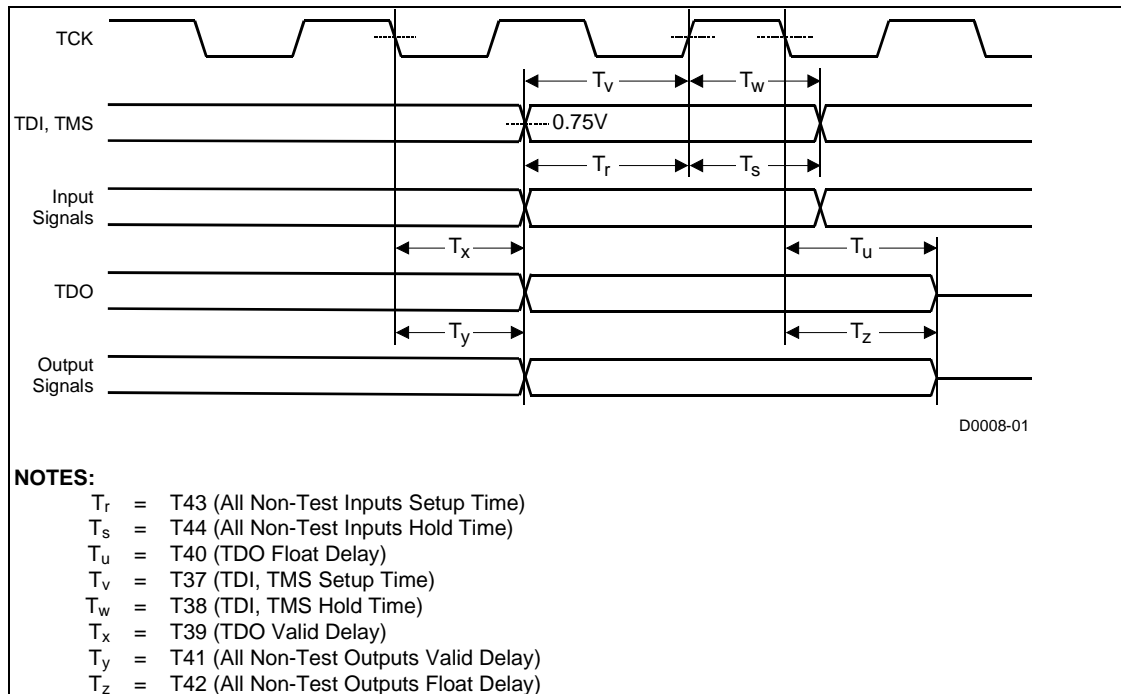 TCK
Tv
Tw
TDI, TMS
0.75V
Tr
Ts
Input
Signals
Tx
Tu
TDO
Ty
Tz
Output
Signals
D0008-01
NOTES:
Tr = T43 (All Non-Test Inputs Setup Time)
Ts = T44 (All Non-Test Inputs Hold Time)
Tu = T40 (TDO Float Delay)
Tv = T37 (TDI, TMS Setup Time)
Tw = T38 (TDI, TMS Hold Time)
Tx = T39 (TDO Valid Delay)
Ty = T41 (All Non-Test Outputs Valid Delay)
Tz = T42 (All Non-Test Outputs Float Delay)